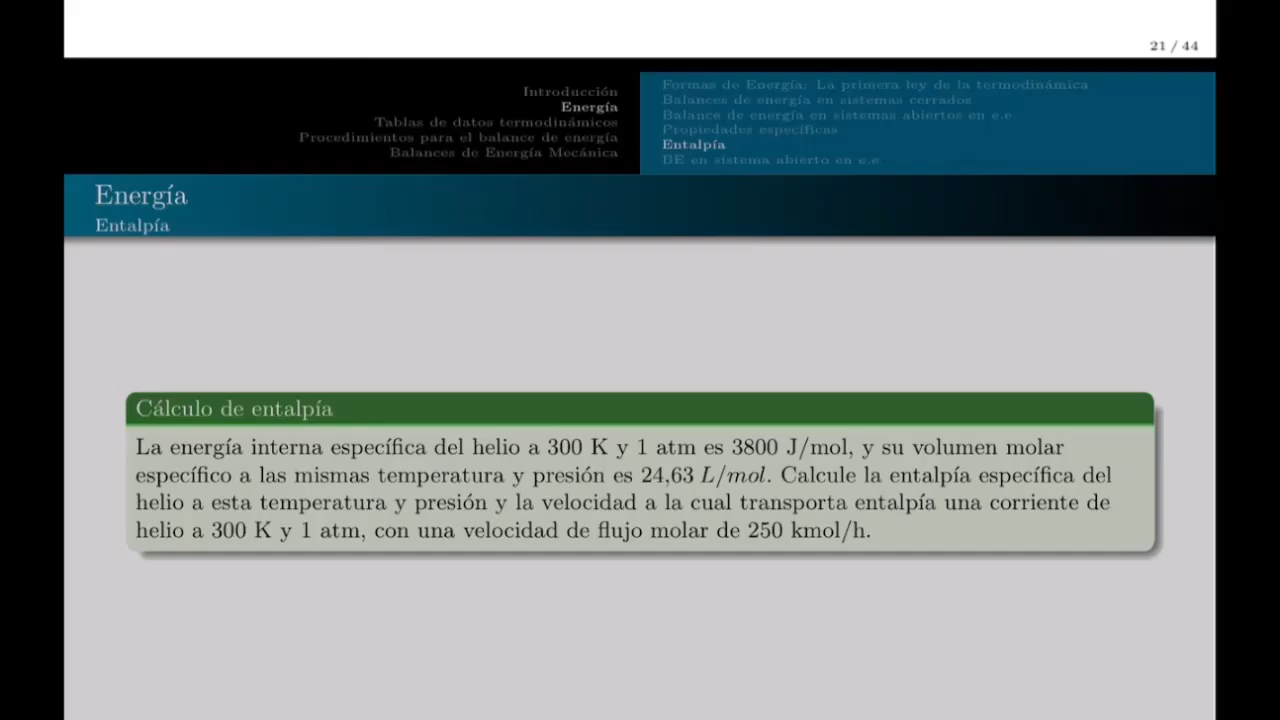 21 / 44
Introducción
Energía
Tablas de datos termodinámicos
Procedimientos para el balance de energía
Balances de Energía Mecánica
Formas de Energía: La primera ley de la termodinámica
Balances de energía en sistemas cerrados
Balance de energía en sistemas abiertos en e.e.
Propiedades específicas
Entalpía
BE en sistema abierto en e.e.
Energía
Entalpía
Cálculo de entalpía
La energía interna específica del helio a 300 K y 1 atm es 3800 J/mol, y su volumen molar
específico a las mismas temperatura y presión es 24,63 L/mol. Calcule la entalpía específica del
helio a esta temperatura y presión y la velocidad a la cual transporta entalpía una corriente de
helio a 300 K y 1 atm, con una velocidad de flujo molar de 250 kmol/h.